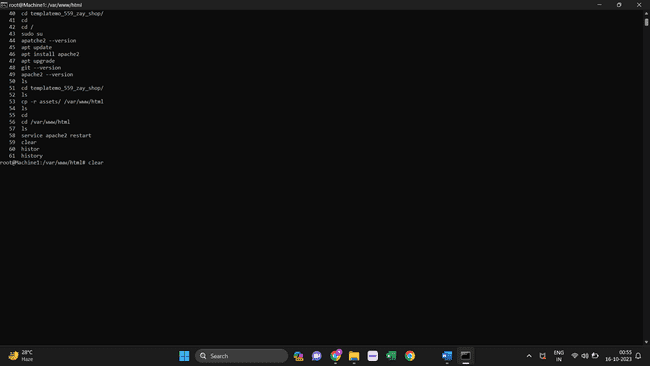 root@Machine1: /var/www/html
40 cd templatemo_559_zay_shop/
41 cd
42 cd /
43 sudo su
44 apatche2 --version
45 apt update
46 apt install apache2
47 apt upgrade
48 git --version
49 apache2 --version
50 ls
51 cd templatemo_559_zay_shop/
52 ls
53 cp -r assets/ /var/www/html
54 ls
55 cd
56 cd /var/www/html
57 ls
58 service apache2 restart
59 clear
60 histor
61 history
root@Machine1:/var/www/html# clear
28°C
Haze
Search
ENG
IN
00:55
16-10-2023